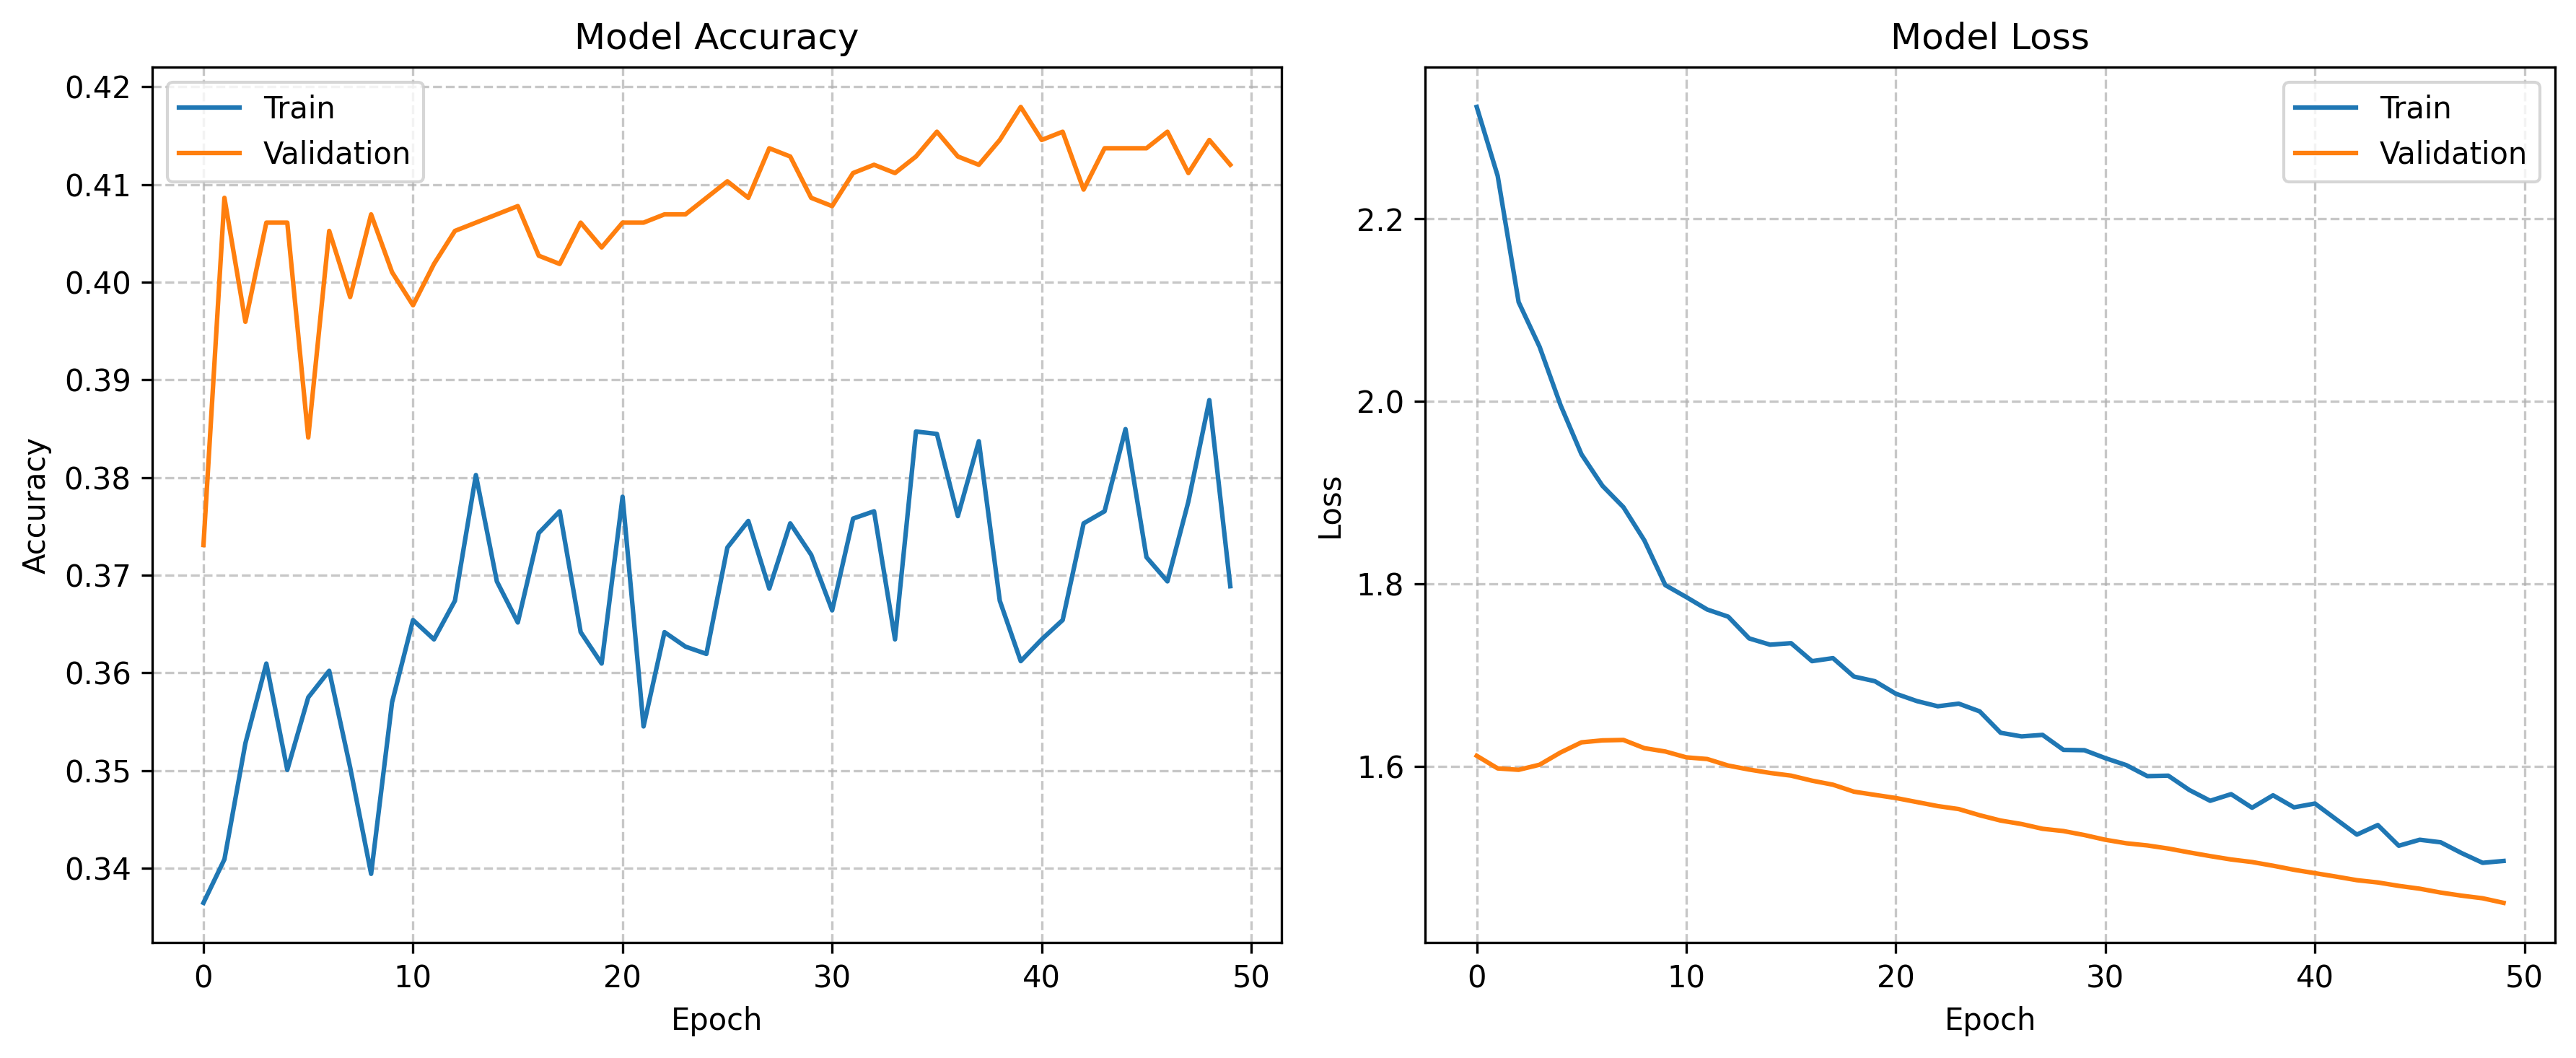 Model Accuracy
Train
Validation
0.42
0.41
0.40
0.39
0.38
0.37
0.36
0.35
0.34
Accuracy
0 10 20 30 40 50
Epoch
Model Loss
Train
Validation
2.2
2.0
1.8
1.6
Loss
0 10 20 30 40 50
Epoch